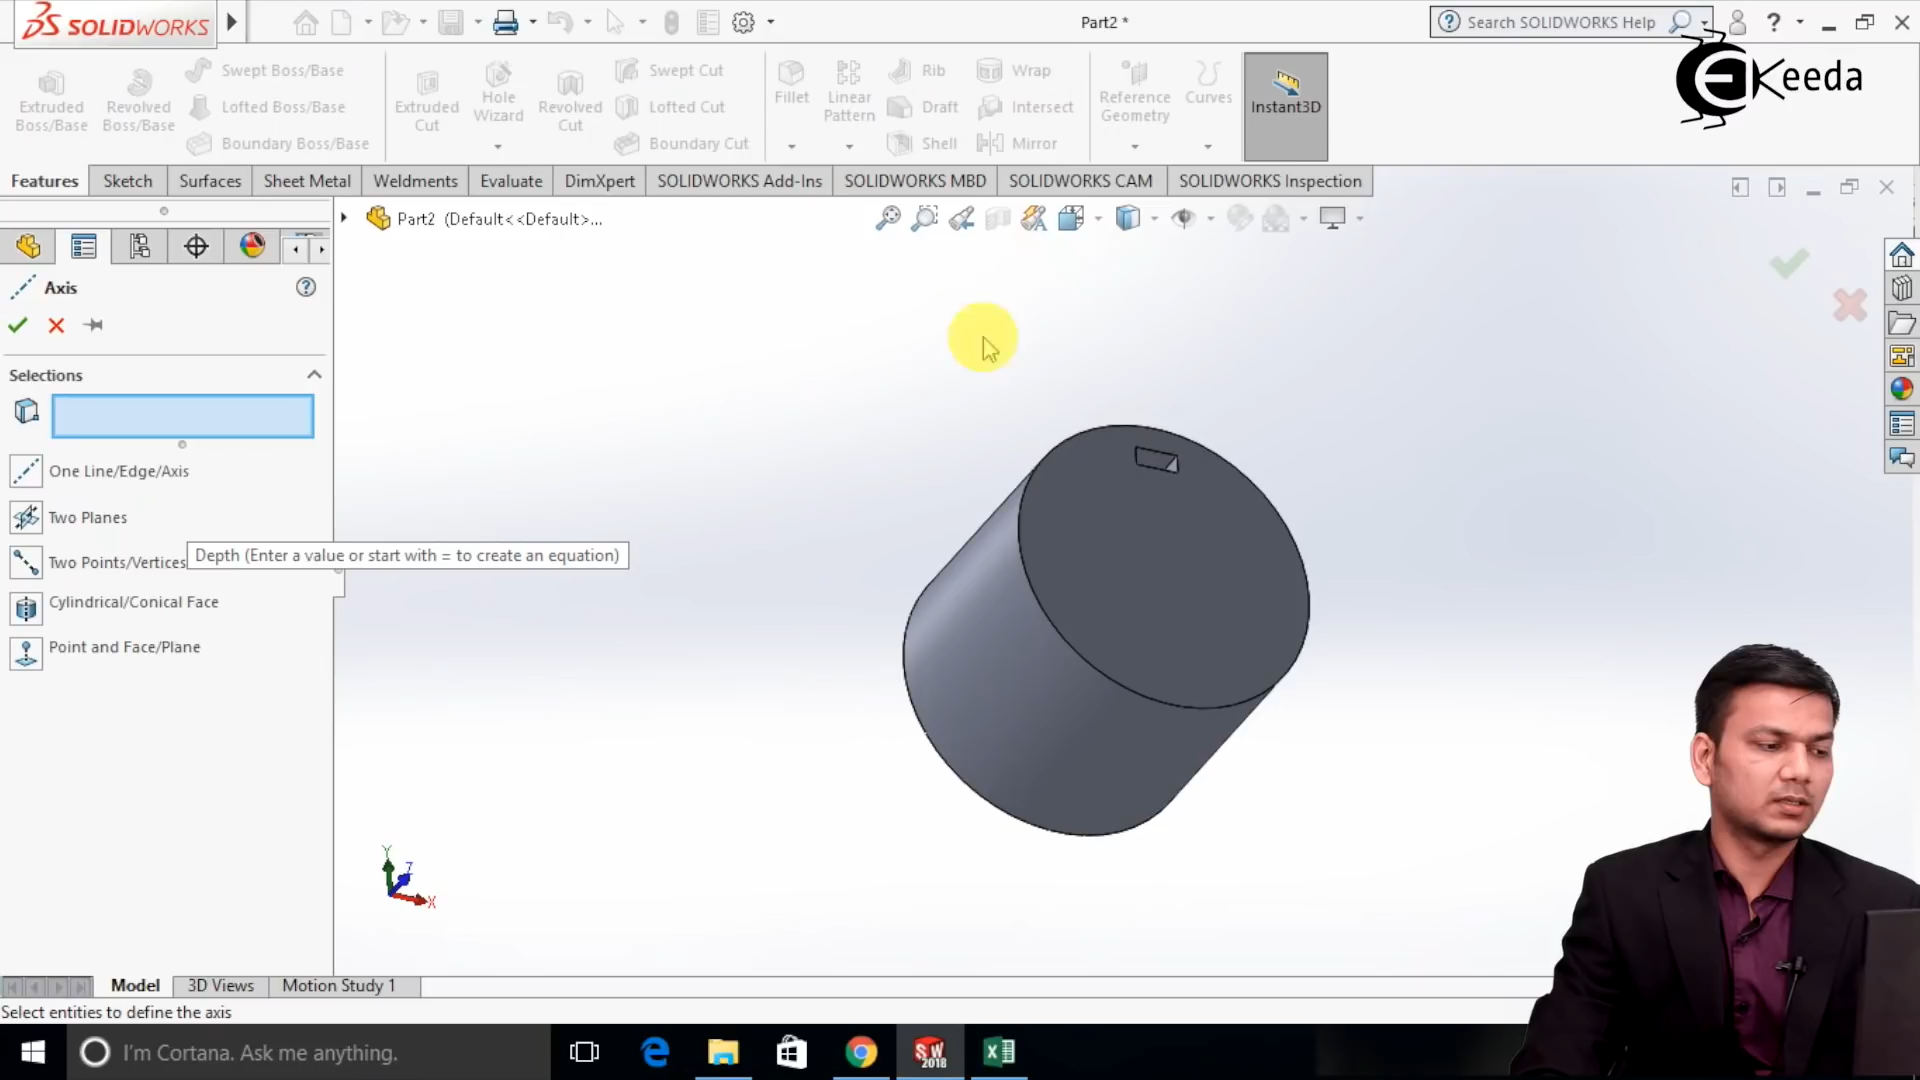 SOLIDWORKS
Part2 *
Search SOLIDWORKS Help
?
Keeda
Extruded Boss/Base
Revolved Boss/Base
Swept Boss/Base
Lofted Boss/Base
Boundary Boss/Base
Extruded Cut
Hole Wizard
Revolved Cut
Swept Cut
Lofted Cut
Boundary Cut
Fillet
Linear Pattern
Rib
Draft
Shell
Wrap
Intersect
Mirror
Reference Geometry
Curves
Instant3D
Features
Sketch
Surfaces
Sheet Metal
Weldments
Evaluate
DimXpert
SOLIDWORKS Add-Ins
SOLIDWORKS MBD
SOLIDWORKS CAM
SOLIDWORKS Inspection
Part2 (Default<<Default>...
Axis
Selections
One Line/Edge/Axis
Two Planes
Two Points/Vertices
Depth (Enter a value or start with = to create an equation)
Cylindrical/Conical Face
Point and Face/Plane
Y
Z
X
Model
3D Views
Motion Study 1
Select entities to define the axis
I'm Cortana. Ask me anything.
SW 2018